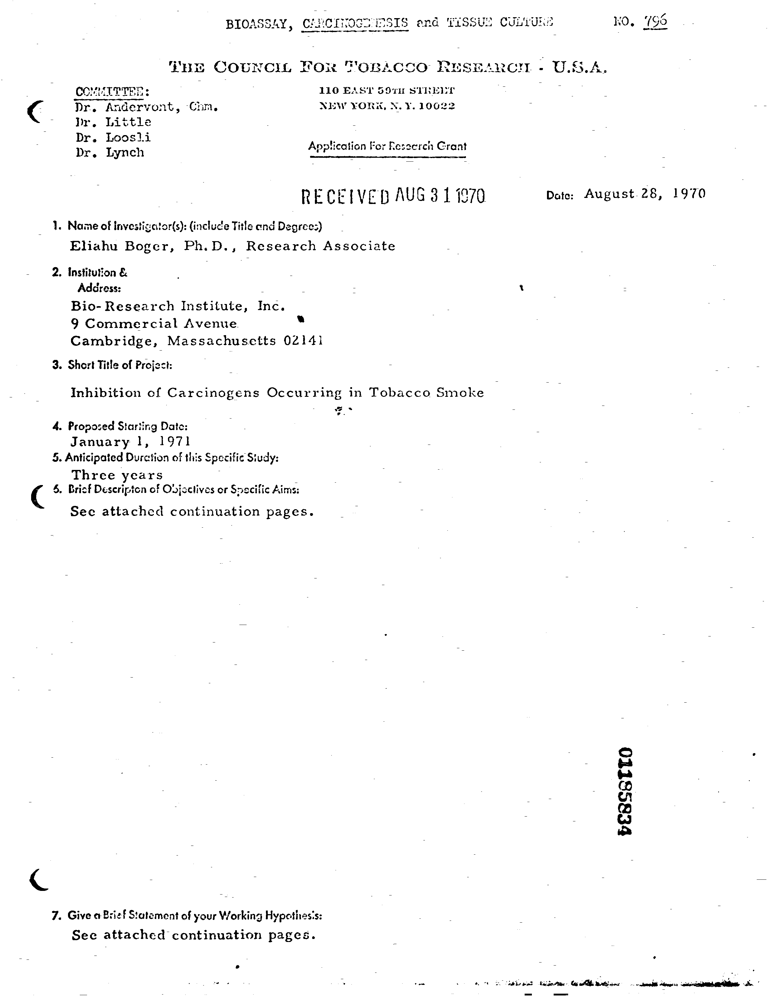 BIOASSAY, CARCINOGENESIS and TISSUE CULTURE NO. 796
THE COUNCIL FOR TOBACCO RESEARCH - U.S.A.
COMMITTEE:
Dr. Andervont, Chm.
Dr. Little
Dr. Loosli
Dr. Lynch
110 EAST 59TH STREET
NEW YORK, N. Y. 10022
Application For Research Grant
RECEIVED AUG 31 1970
Date: August 28, 1970
1. Name of Investigator(s): (include Title and Degrees)
Eliahu Boger, Ph. D., Research Associate
2. Institution &
Address:
Bio-Research Institute, Inc.
9 Commercial Avenue
Cambridge, Massachusetts 02141
3. Short Title of Project:
Inhibition of Carcinogens Occurring in Tobacco Smoke
4. Proposed Starting Date:
January 1, 1971
5. Anticipated Duration of this Specific Study:
Three years
6. Brief Descripton of Objectives or Specific Aims:
See attached continuation pages.
01185834
7. Give a Brief Statement of your Working Hypothesis:
See attached continuation pages.